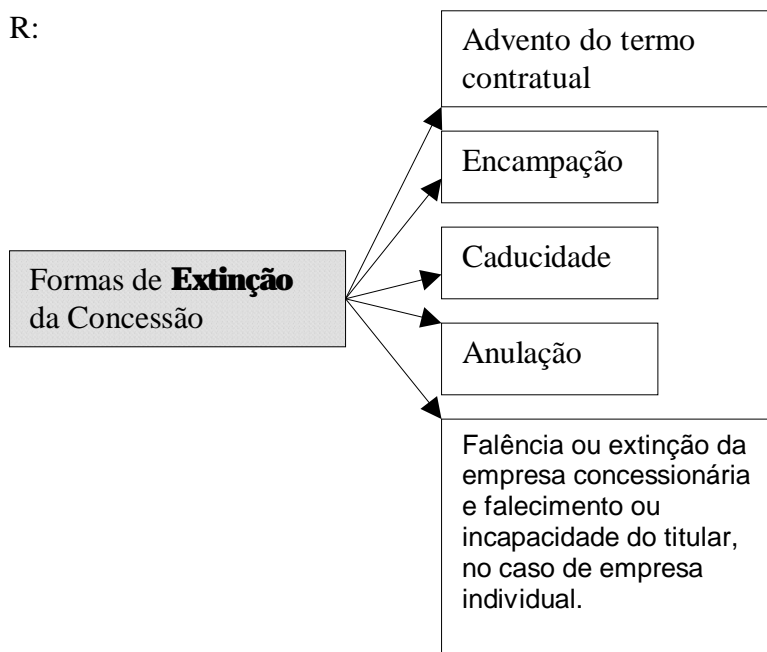 R:
Advento do termo
contratual
Encampação
Caducidade
Formas de Extinção
da Concessão
Anulação
Falência ou extinção da
empresa concessionária
e falecimento ou
incapacidade do titular,
no caso de empresa
individual.